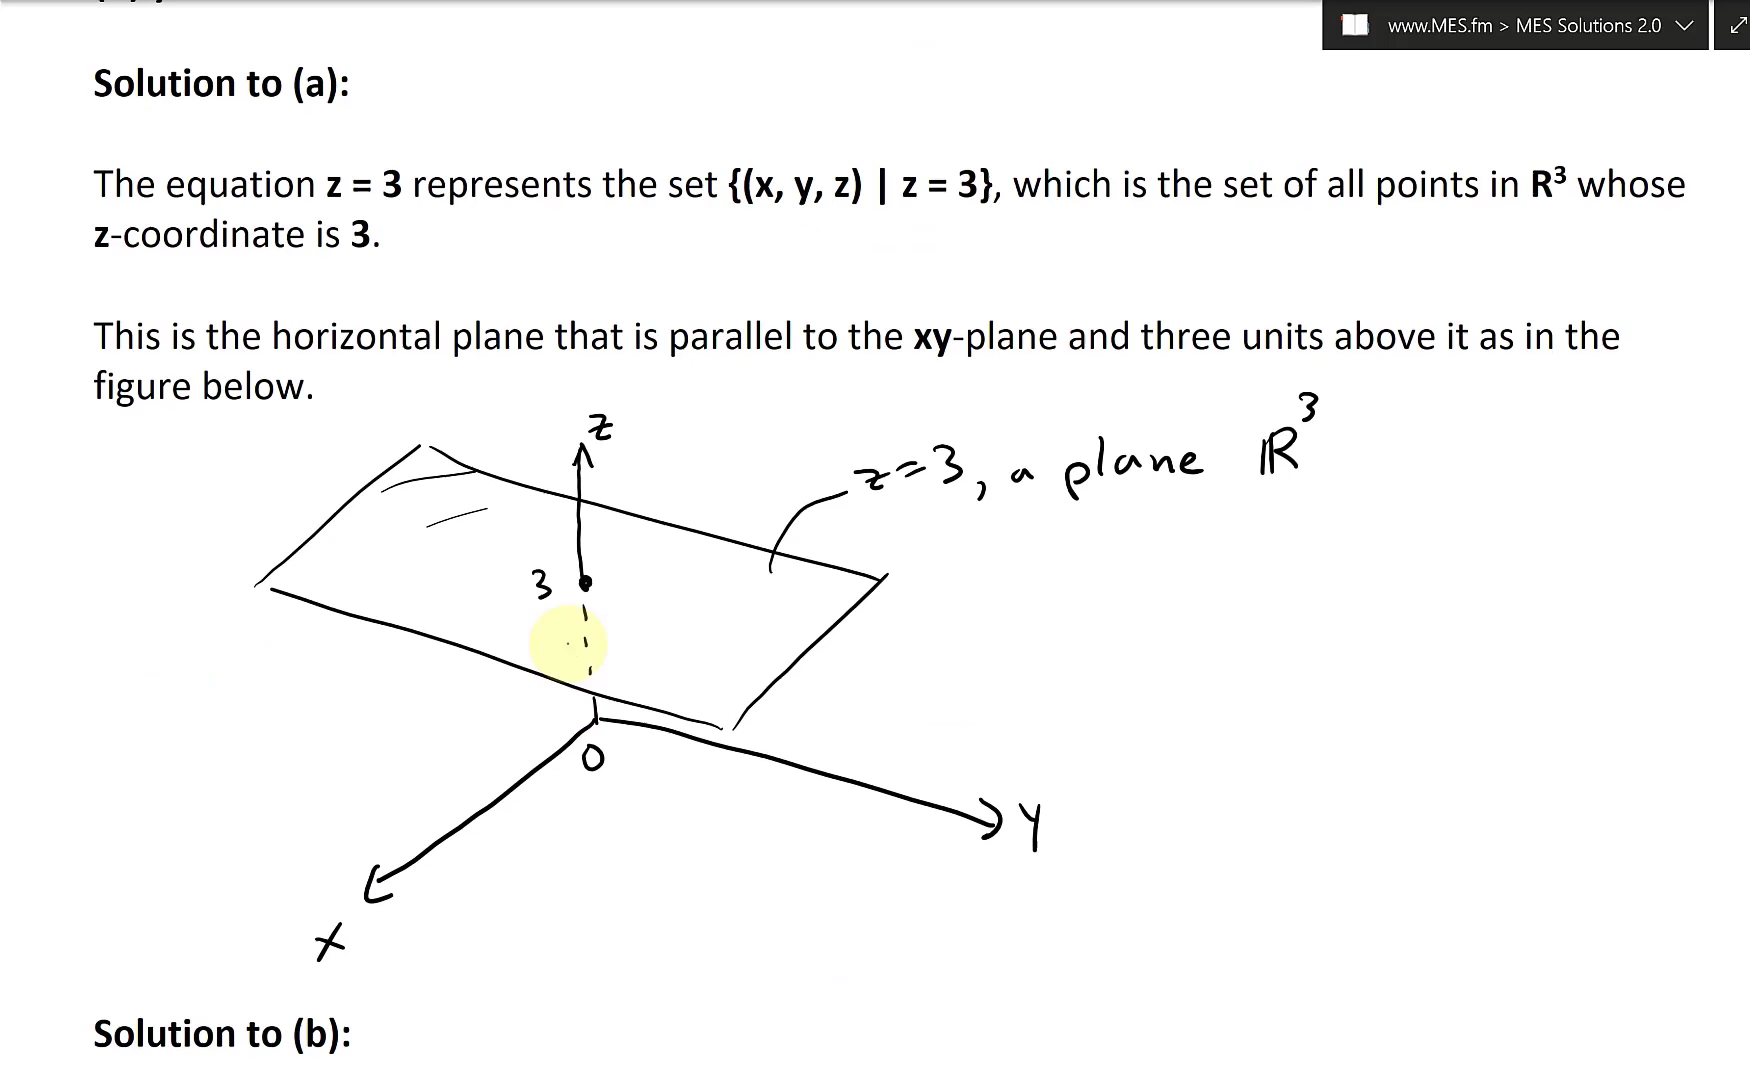 www.MES.fm > MES Solutions 2.0
Solution to (a):
The equation z = 3 represents the set {(x, y, z) | z = 3}, which is the set of all points in R³ whose
z-coordinate is 3.
This is the horizontal plane that is parallel to the xy-plane and three units above it as in the
figure below.
z
z=3, a plane ℝ³
3
0
Y
X
Solution to (b):